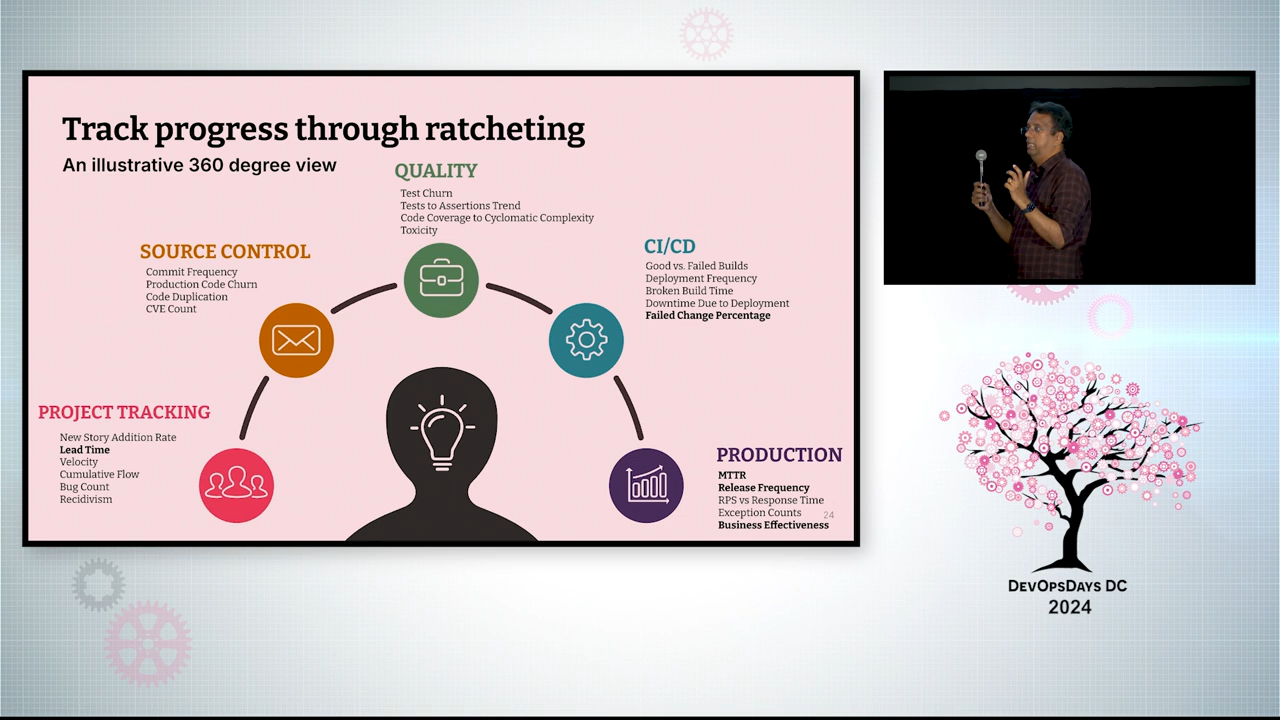 Track progress through ratcheting
An illustrative 360 degree view
QUALITY
Test Churn
Tests to Assertions Trend
Code Coverage to Cyclomatic Complexity
Toxicity
SOURCE CONTROL
Commit Frequency
Production Code Churn
Code Duplication
CVE Count
CI/CD
Good vs. Failed Builds
Deployment Frequency
Broken Build Time
Downtime Due to Deployment
Failed Change Percentage
PROJECT TRACKING
New Story Addition Rate
Lead Time
Velocity
Cumulative Flow
Bug Count
Recidivism
PRODUCTION
MTTR
Release Frequency
RPS vs Response Time
Exception Counts
Business Effectiveness
24
DEVOPSDAYS DC
2024